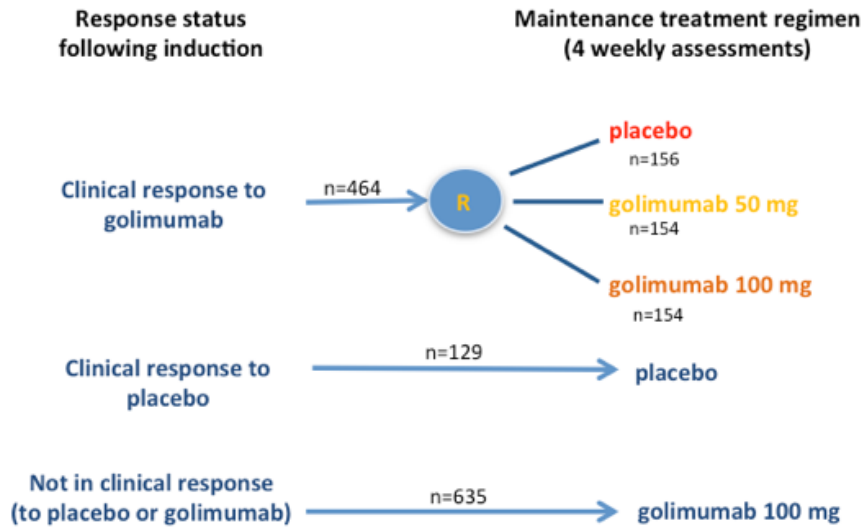 Response status
following induction
Maintenance treatment regimen
(4 weekly assessments)
Clinical response to
golimumab
n=464
R
placebo
n=156
golimumab 50 mg
n=154
golimumab 100 mg
n=154
Clinical response to
placebo
n=129
placebo
Not in clinical response
(to placebo or golimumab)
n=635
golimumab 100 mg